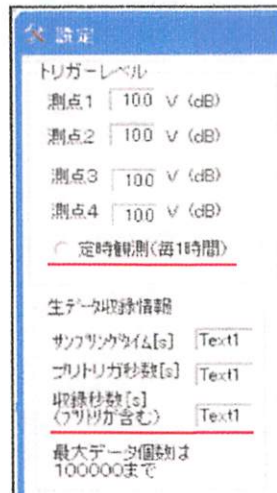 設定
トリガーレベル
測点1 100 V (dB)
測点2 100 V (dB)
測点3 100 V (dB)
測点4 100 V (dB)
定時観測(毎1時間)
生データ収録情報
サンプリングタイム[s] Text1
プリトリガ秒数[s] Text1
収録秒数[s]
(プリトリガ含む) Text1
最大データ個数は
100000まで